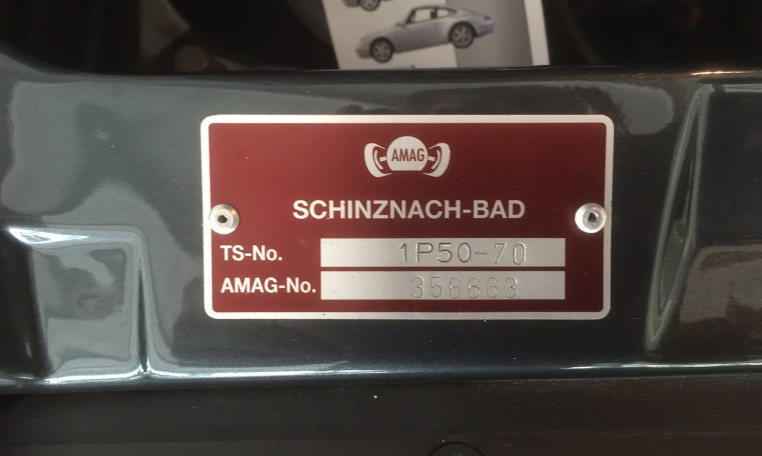 AMAG
SCHINZNACH-BAD
TS-No. 1P50-70
AMAG-No. 356663